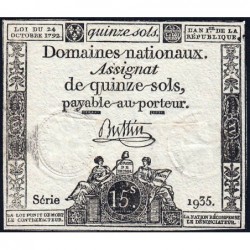 LOI DU 24
OCTOBRE 1792.
quinze sols.
L'AN 1er. DE LA
RÉPUBLIQUE.
Domaines nationaux.
Assignat
de quinze sols,
payable au porteur.
Buttin
Série
15s
1935.
LA LOI PUNIT DE MORT
LE CONTREFACTEUR.
LA NATION RÉCOMPENSE
LE DÉNONCIATEUR.